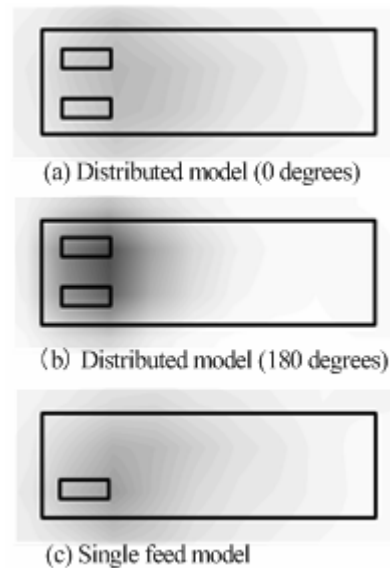 (a) Distributed model (0 degrees)
(b) Distributed model (180 degrees)
(c) Single feed model